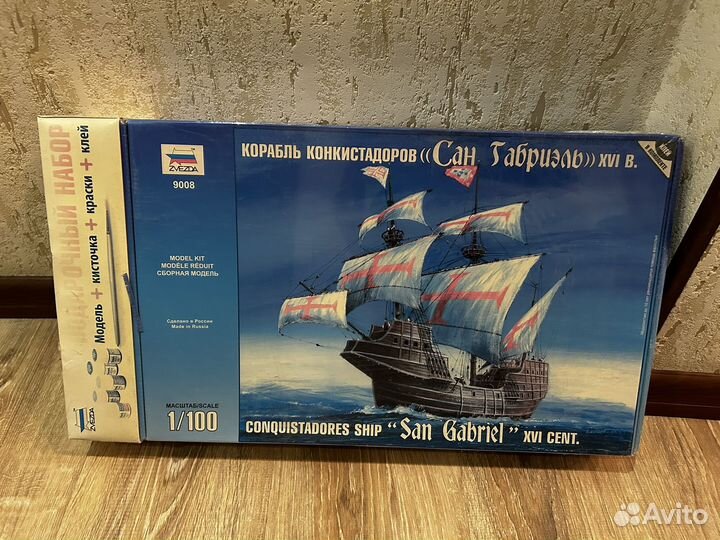 ПОДАРОЧНЫЙ НАБОР
Модель + кисточка + краски + клей
ZVEZDA
ZVEZDA
9008
MODEL KIT
MODÈLE RÉDUIT
СБОРНАЯ МОДЕЛЬ
Сделано в России
Made in Russia
МАСШТАБ/SCALE
1/100
КОРАБЛЬ КОНКИСТАДОРОВ «Сан Габриэль» XVI В.
CONQUISTADORES SHIP "San Gabriel" XVI CENT.
Avito